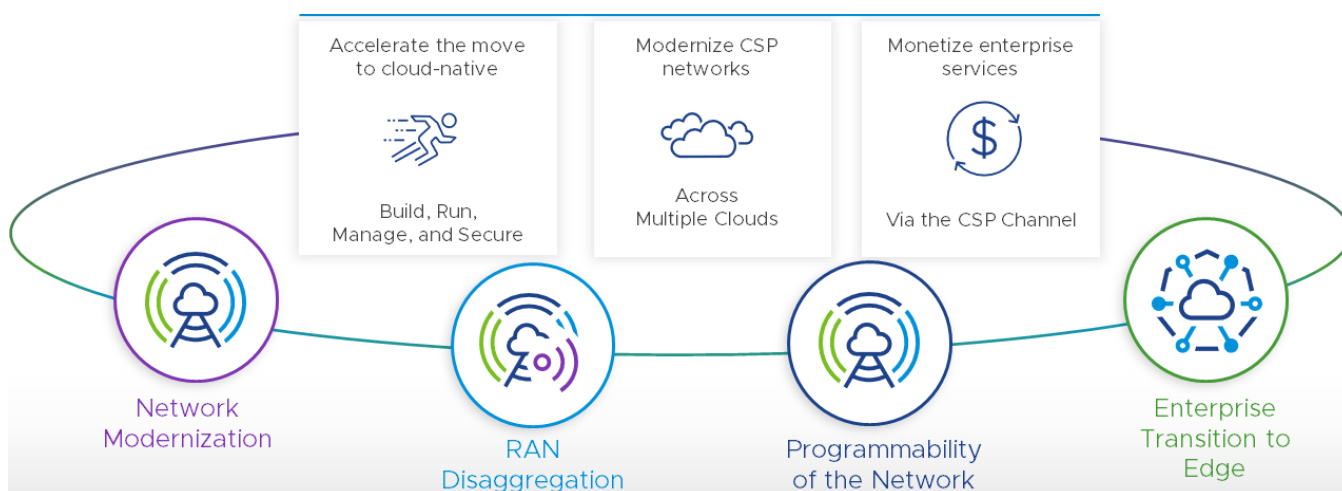 Accelerate the move
to cloud-native
Build, Run,
Manage, and Secure
Modernize CSP
networks
Across
Multiple Clouds
Monetize enterprise
services
$
Via the CSP Channel
Network
Modernization
RAN
Disaggregation
Programmability
of the Network
Enterprise
Transition to
Edge